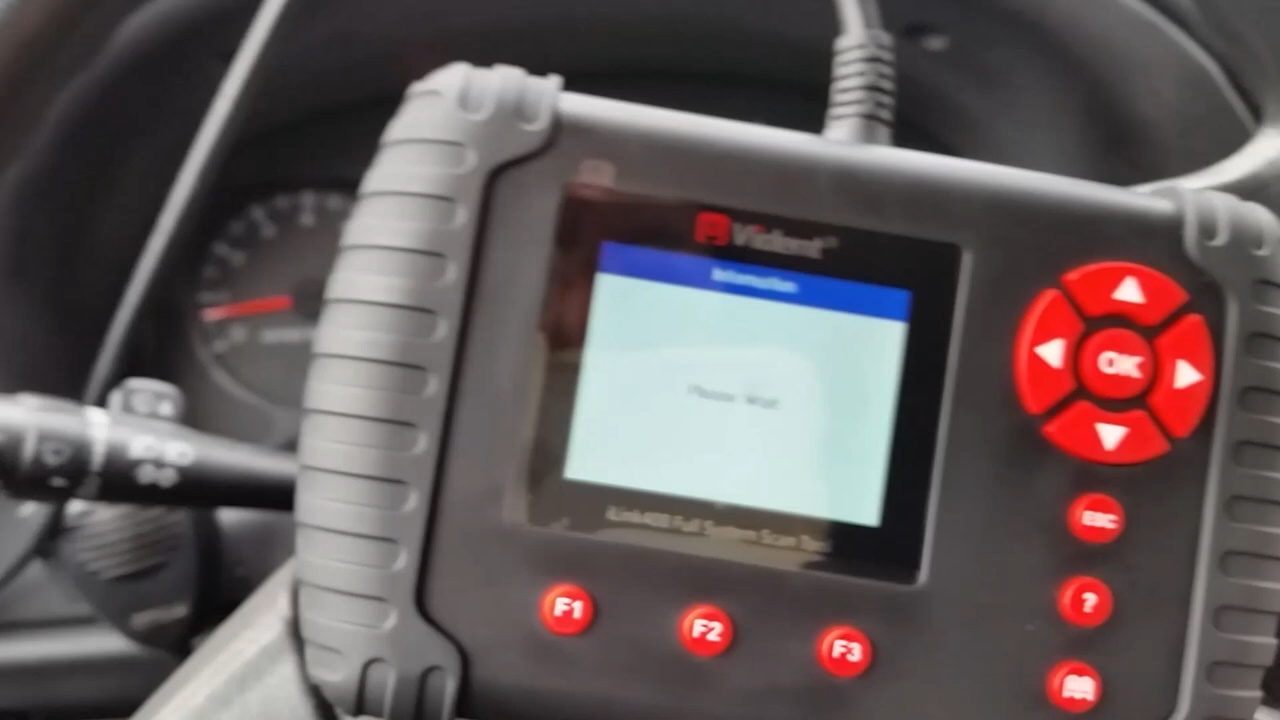 Vident
Information
Please Wait
iLink400 Full System Scan Tool
OK
ESC
?
F1
F2
F3